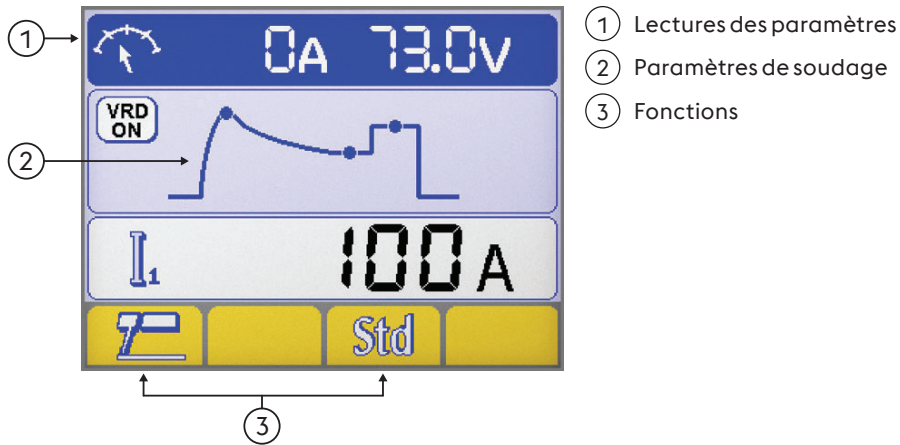 1
0A 73.0V
VRD
ON
2
I1
100A
Std
3
1 Lectures des paramètres
2 Paramètres de soudage
3 Fonctions